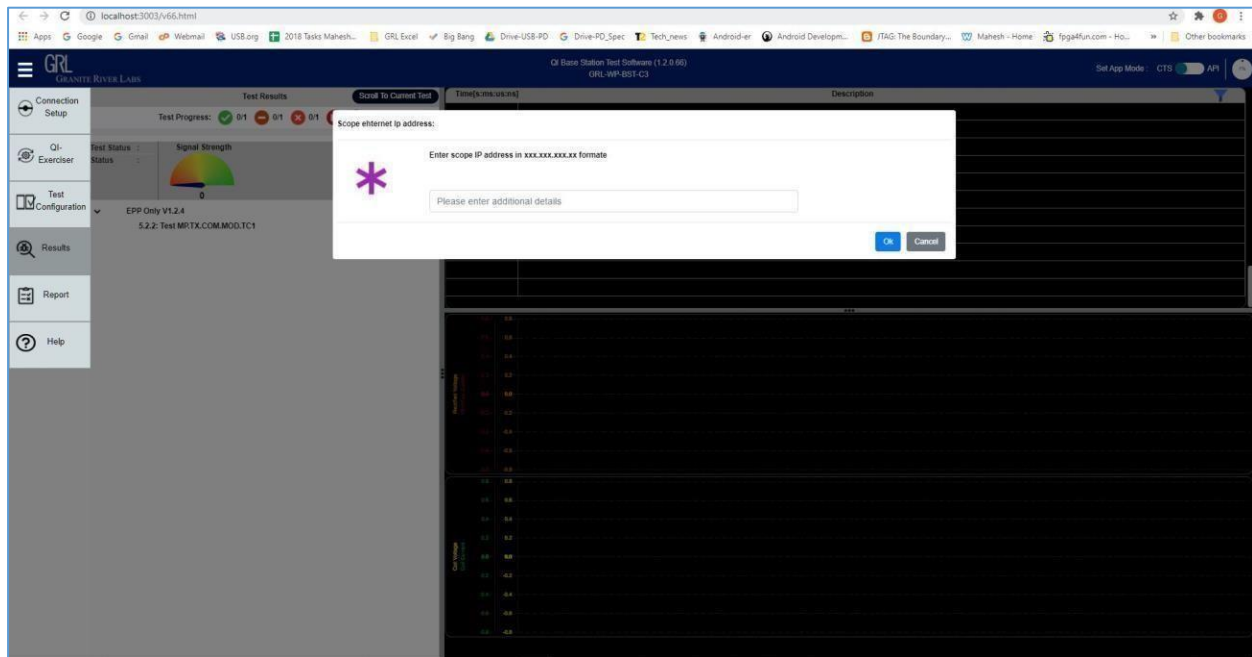 localhost:3003/v66.html
Apps Google Gmail Webmail USB.org 2018 Tasks Mahesh... GRL Excel Big Bang Drive-USB-PD Drive-PD_Spec Tech_news Android-er Android Developm... JTAG: The Boundary... Mahesh - Home fpga4fun.com - Ho... » Other bookmarks
GRL
GRANITE RIVER LABS
QI Base Station Test Software (1.2.0.66)
GRL-WP-BST-C3
Set App Mode : CTS API
Connection
Setup
QI-
Exerciser
Test
Configuration
Results
Report
Help
Test Results
Scroll To Current Test
Test Progress: 0/1 0/1 0/1
Test Status :
Status :
Signal Strength
0
EPP Only V1.2.4
5.2.2: Test MP.TX.COM.MOD.TC1
Time[s:ms:us:ns]
Description
Scope ehternet Ip address:
Enter scope IP address in xxx.xxx.xxx.xx formate
Please enter additional details
Ok
Cancel